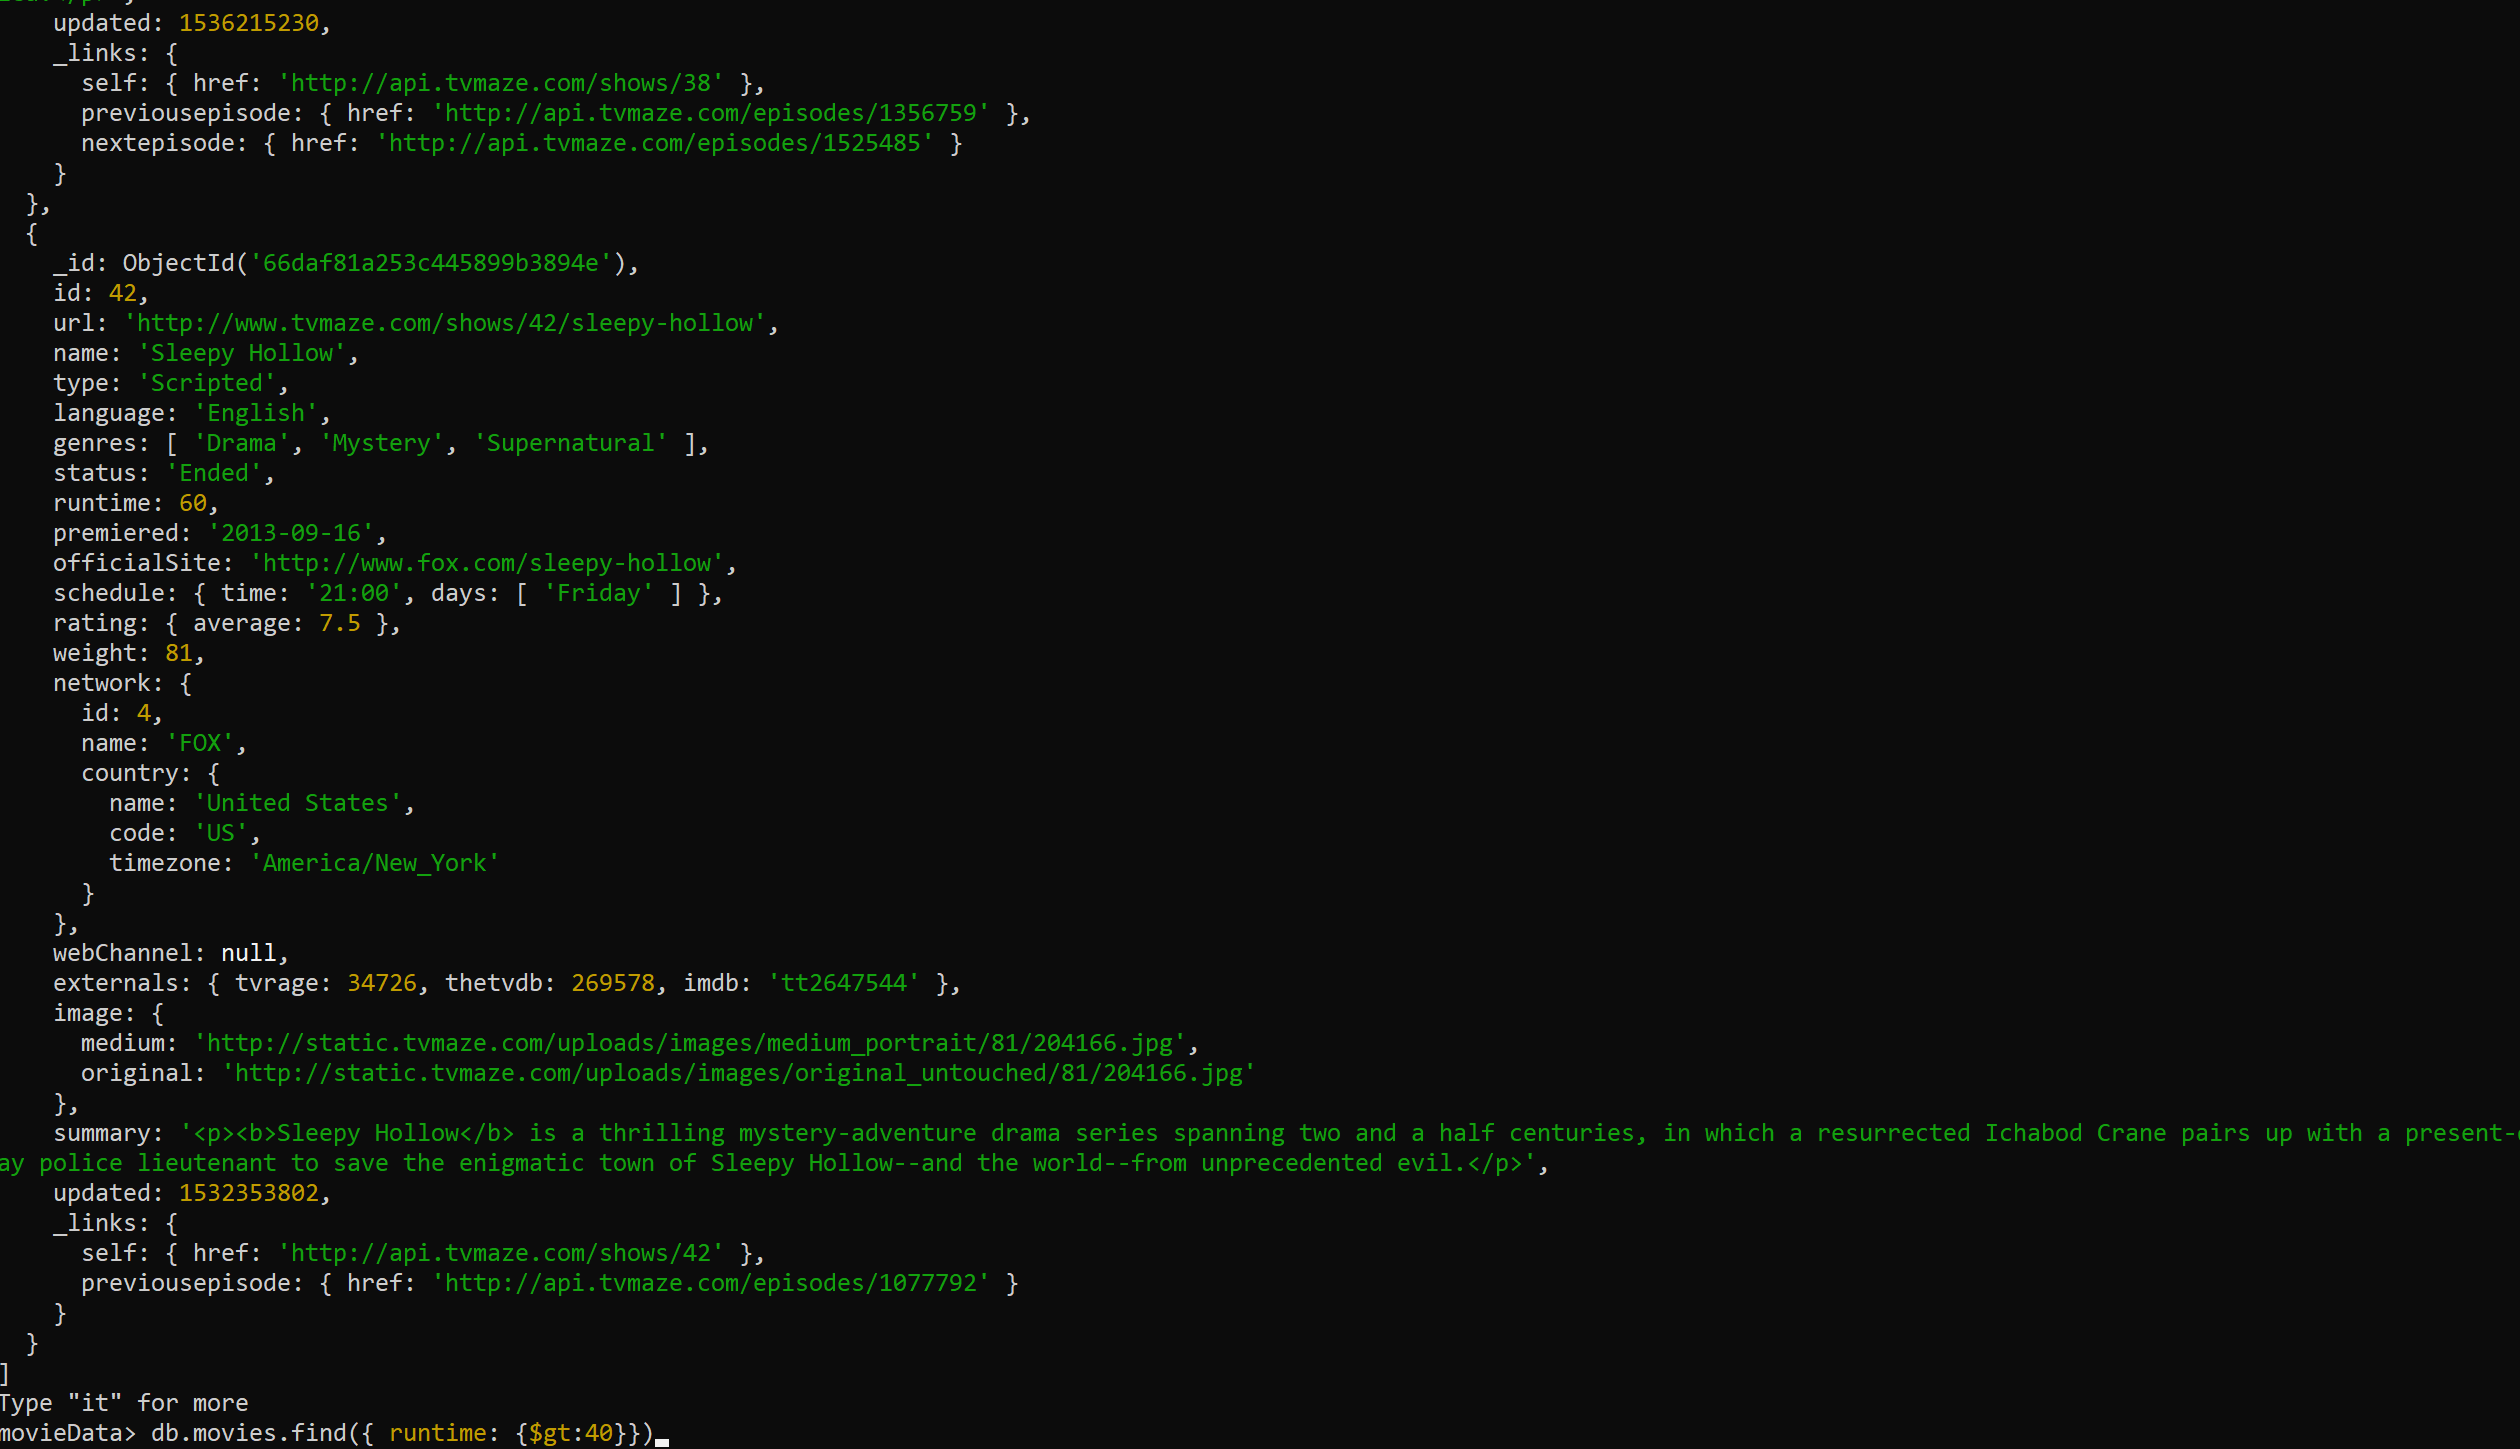 updated: 1536215230,
_links: {
self: { href: 'http://api.tvmaze.com/shows/38' },
previousepisode: { href: 'http://api.tvmaze.com/episodes/1356759' },
nextepisode: { href: 'http://api.tvmaze.com/episodes/1525485' }
}
},
{
_id: ObjectId('66daf81a253c445899b3894e'),
id: 42,
url: 'http://www.tvmaze.com/shows/42/sleepy-hollow',
name: 'Sleepy Hollow',
type: 'Scripted',
language: 'English',
genres: [ 'Drama', 'Mystery', 'Supernatural' ],
status: 'Ended',
runtime: 60,
premiered: '2013-09-16',
officialSite: 'http://www.fox.com/sleepy-hollow',
schedule: { time: '21:00', days: [ 'Friday' ] },
rating: { average: 7.5 },
weight: 81,
network: {
id: 4,
name: 'FOX',
country: {
name: 'United States',
code: 'US',
timezone: 'America/New_York'
}
},
webChannel: null,
externals: { tvrage: 34726, thetvdb: 269578, imdb: 'tt2647544' },
image: {
medium: 'http://static.tvmaze.com/uploads/images/medium_portrait/81/204166.jpg',
original: 'http://static.tvmaze.com/uploads/images/original_untouched/81/204166.jpg'
},
summary: '<p><b>Sleepy Hollow</b> is a thrilling mystery-adventure drama series spanning two and a half centuries, in which a resurrected Ichabod Crane pairs up with a present-
ay police lieutenant to save the enigmatic town of Sleepy Hollow--and the world--from unprecedented evil.</p>',
updated: 1532353802,
_links: {
self: { href: 'http://api.tvmaze.com/shows/42' },
previousepisode: { href: 'http://api.tvmaze.com/episodes/1077792' }
}
}
]
Type "it" for more
movieData> db.movies.find({ runtime: {$gt:40}})